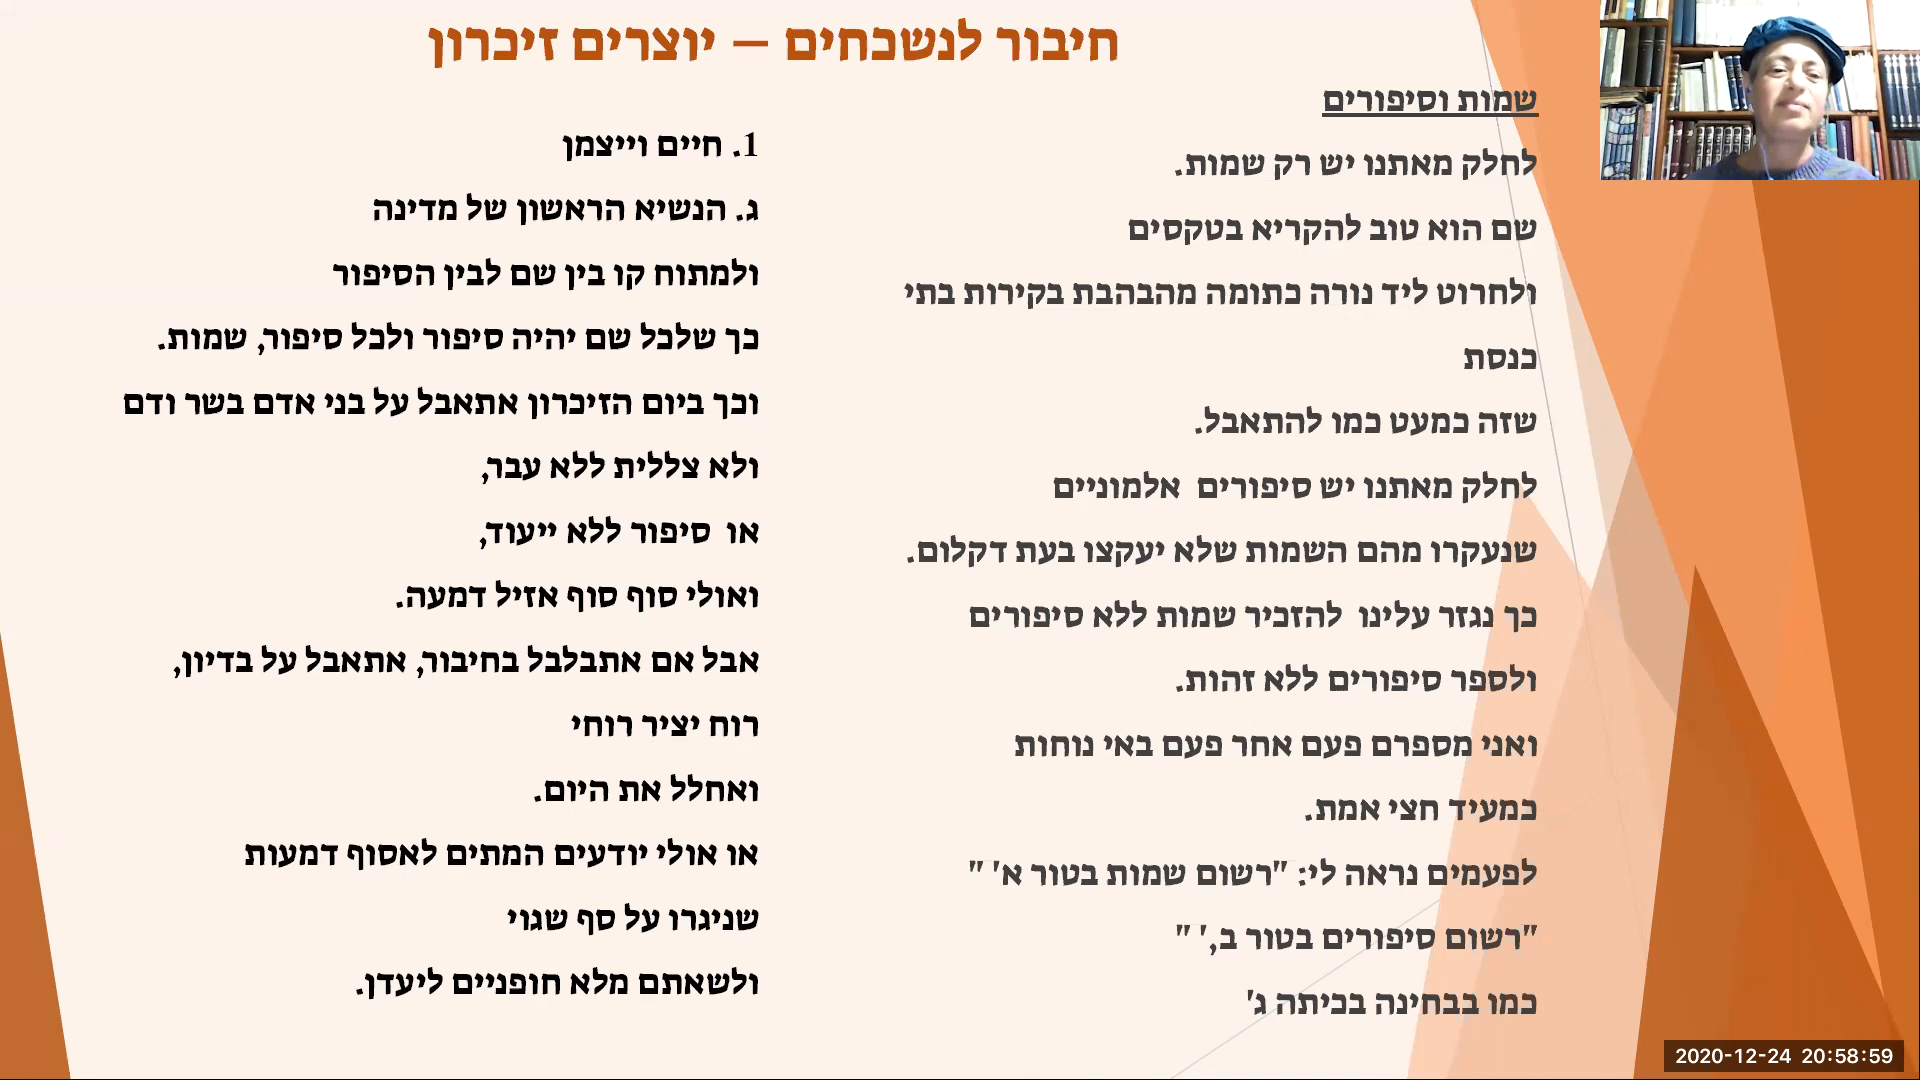 חיבור לנשכחים – יוצרים זיכרון
שמות וסיפורים
לחלק מאתנו יש רק שמות.
שם הוא טוב להקריא בטקסים
ולחרוט ליד נורה כתומה מהבהבת בקירות בתי
כנסת
שזה כמעט כמו להתאבל.
לחלק מאתנו יש סיפורים אלמוניים
שנעקרו מהם השמות שלא יעקצו בעת דקלום.
כך נגזר עלינו להזכיר שמות ללא סיפורים
ולספר סיפורים ללא זהות.
ואני מספרם פעם אחר פעם באי נוחות
כמעיד חצי אמת.
לפעמים נראה לי: "רשום שמות בטור א' "
"רשום סיפורים בטור ב,' "
כמו בבחינה בכיתה ג'
1. חיים וייצמן
ג. הנשיא הראשון של מדינה
ולמתוח קו בין שם לבין הסיפור
כך שלכל שם יהיה סיפור ולכל סיפור, שמות.
וכך ביום הזיכרון אתאבל על בני אדם בשר ודם
ולא צללית ללא עבר,
או סיפור ללא ייעוד,
ואולי סוף סוף אזיל דמעה.
אבל אם אתבלבל בחיבור, אתאבל על בדיון,
רוח יציר רוחי
ואחלל את היום.
או אולי יודעים המתים לאסוף דמעות
שניגרו על סף שגוי
ולשאתם מלא חופניים ליעדן.
2020-12-24 20:58:59